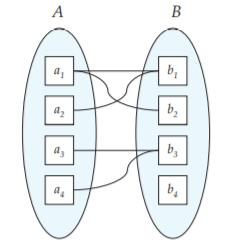 A B
a₁ b₁
a₂ b₂
a₃ b₃
a₄ b₄